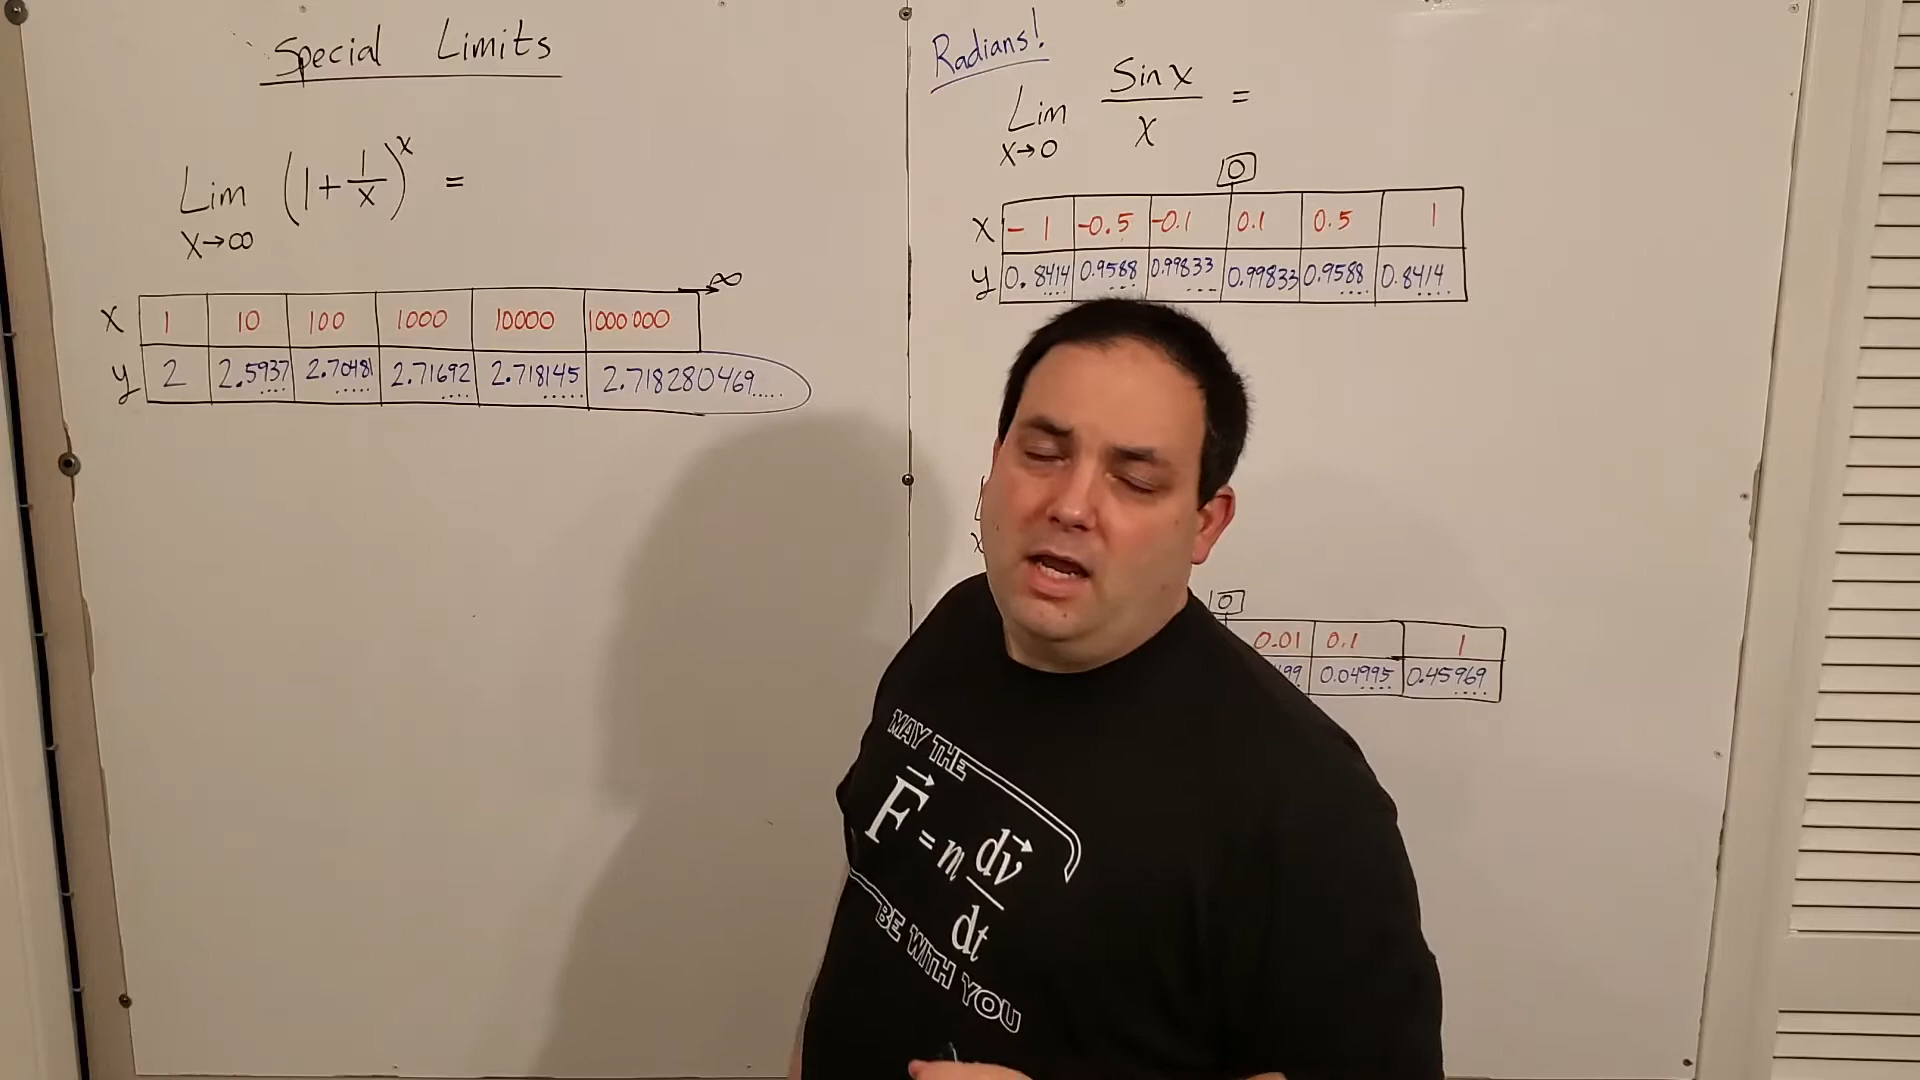 Special Limits
Lim (1 + 1/x)^x =
x→∞
→∞
x 1 10 100 1000 10000 1000000
y 2 2.5937.... 2.70481..... 2.71692.... 2.718145..... 2.718280469.....
Radians!
Lim Sin x / x =
x→0
0
x -1 -0.5 -0.1 0.1 0.5 1
y 0.8414.... 0.9588... 0.99833... 0.99833 0.9588.... 0.8414....
0
0.01 0.1 1
0.04995.... 0.45969....
MAY THE
F⃗ = m dv⃗/dt
BE WITH YOU